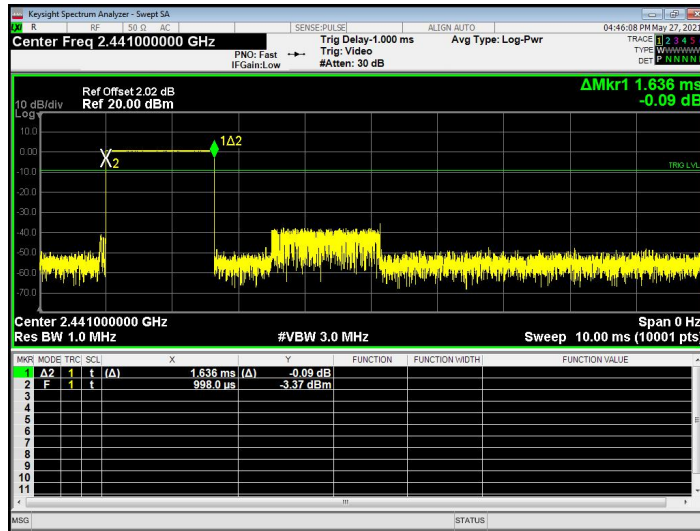 Keysight Spectrum Analyzer - Swept SA
R RF 50 Ω AC SENSE:PULSE ALIGN AUTO 04:46:08 PM May 27, 2021
Center Freq 2.441000000 GHz Trig Delay-1.000 ms Avg Type: Log-Pwr TRACE 1 2 3 4 5
PNO: Fast Trig: Video TYPE W
IFGain:Low #Atten: 30 dB DET P N N N N
ΔMkr1 1.636 ms
-0.09 dB
Ref Offset 2.02 dB
10 dB/div Ref 20.00 dBm
Log
10.0
0.00
-10.0
-20.0
-30.0
-40.0
-50.0
-60.0
-70.0
1Δ2
X2
TRIG LVL
Center 2.441000000 GHz Span 0 Hz
Res BW 1.0 MHz #VBW 3.0 MHz Sweep 10.00 ms (10001 pts)
MKR MODE TRC SCL X Y FUNCTION FUNCTION WIDTH FUNCTION VALUE
1 Δ2 1 t (Δ) 1.636 ms (Δ) -0.09 dB
2 F 1 t 998.0 µs -3.37 dBm
3
4
5
6
7
8
9
10
11
MSG STATUS